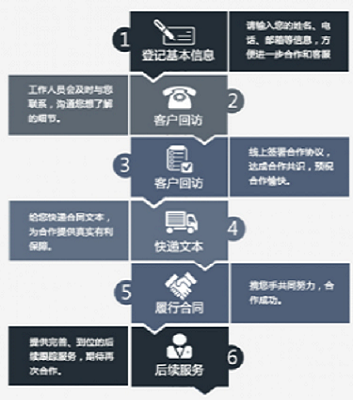 1
登记基本信息
请输入您的姓名、电
话、邮箱等信息，方
便进一步合作和客服
工作人员会及时与您
联系，沟通您想了解
的细节。
2
客户回访
3
客户回访
线上签署合作协议，
达成合作共识，预祝
合作愉快。
给您快递合同文本，
为合作提供真实有利
保障。
4
快递文本
5
履行合同
携您手共同努力，合
作成功。
提供完善、到位的后
续跟踪服务，期待再
次合作。
6
后续服务